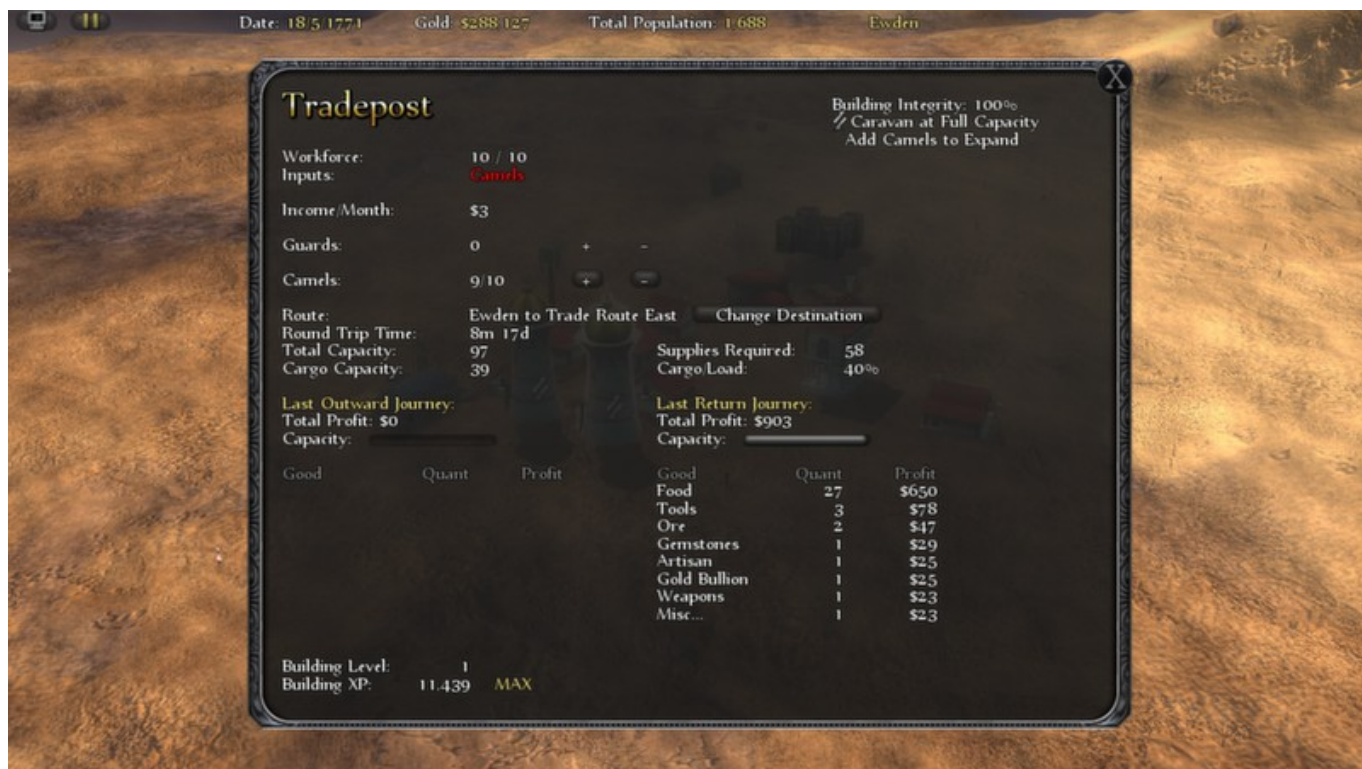 Date: 18/5/1771 Gold: $288,127 Total Population: 1,688 Ewden
X
Tradepost
Building Integrity: 100%
Caravan at Full Capacity
Add Camels to Expand
Workforce: 10 / 10
Inputs: Camels
Income/Month: $3
Guards: 0 + -
Camels: 9/10 + -
Route: Ewden to Trade Route East Change Destination
Round Trip Time: 8m 17d
Total Capacity: 97 Supplies Required: 58
Cargo Capacity: 39 Cargo/Load: 40%
Last Outward Journey: Last Return Journey:
Total Profit: $0 Total Profit: $903
Capacity: Capacity:
Good Quant Profit Good Quant Profit
Food 27 $650
Tools 3 $78
Ore 2 $47
Gemstones 1 $29
Artisan 1 $25
Gold Bullion 1 $25
Weapons 1 $23
Misc... 1 $23
Building Level: 1
Building XP: 11,439 MAX